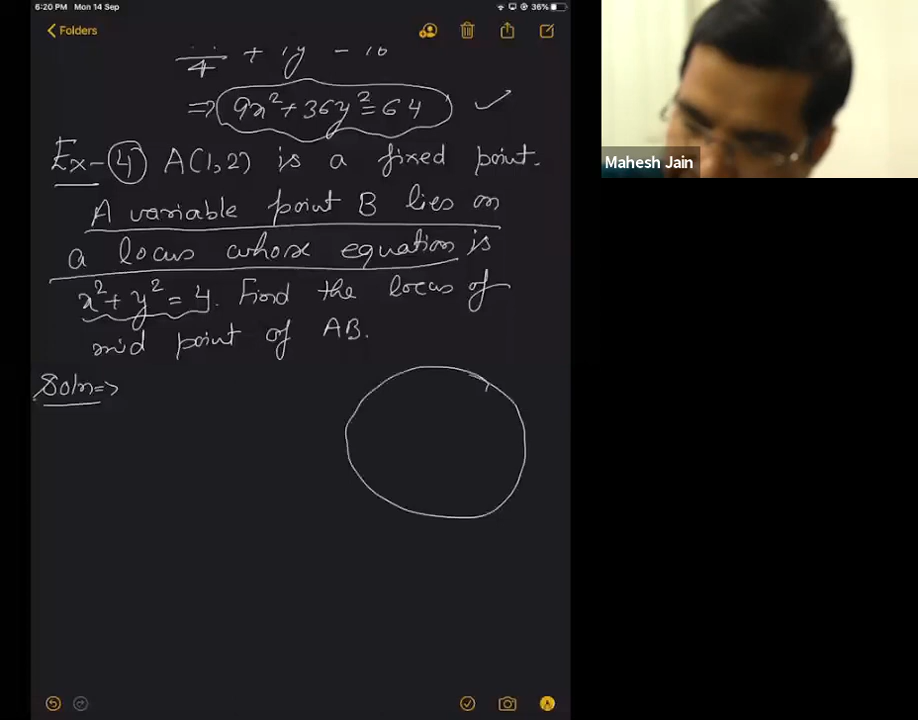 6:20 PM Mon 14 Sep
36%
Folders
4 + y -
=> 9x² + 36y² = 64 ✓
Ex-④ A(1,2) is a fixed point.
A variable point B lies on
a locus whose equation is
x² + y² = 4. Find the locus of
mid point of AB.
Soln=>
Mahesh Jain